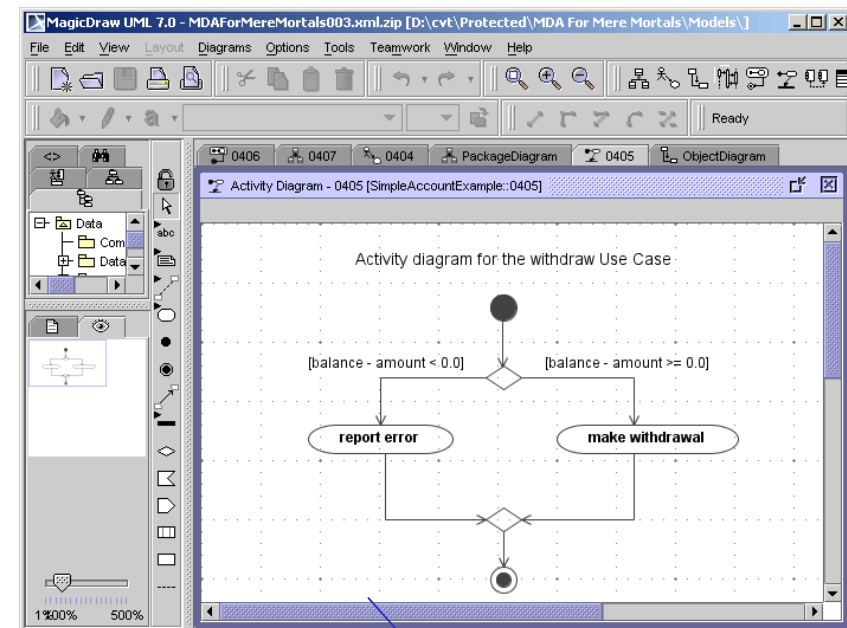 MagicDraw UML 7.0 - MDAForMereMortals003.xml.zip [D:\cvt\Protected\MDA For Mere Mortals\Models\]
File Edit View Layout Diagrams Options Tools Teamwork Window Help
Ready
<> 0406 0407 0404 PackageDiagram 0405 ObjectDiagram
Activity Diagram - 0405 [SimpleAccountExample::0405]
Data
Com
Data
abc
Activity diagram for the withdraw Use Case
[balance - amount < 0.0] [balance - amount >= 0.0]
report error make withdrawal
500%